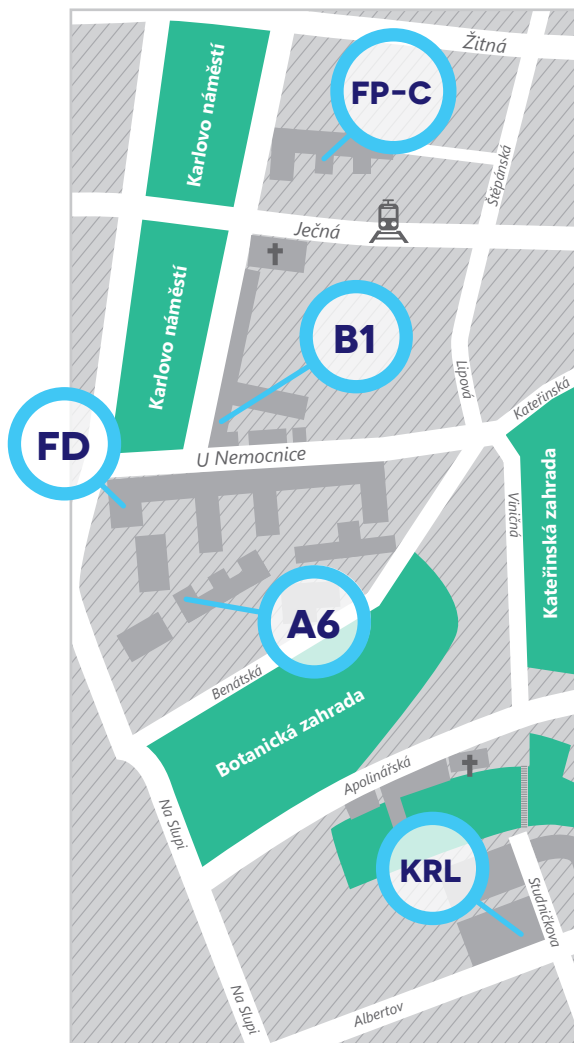 Žitná
FP-C
Karlovo náměstí
Štěpánská
Ječná
Karlovo náměstí
B1
Lipová
Kateřinská
FD
U Nemocnice
Viničná
Kateřinská zahrada
A6
Benátská
Botanická zahrada
Apolinářská
Na Slupi
KRL
Studničkova
Na Slupi
Albertov